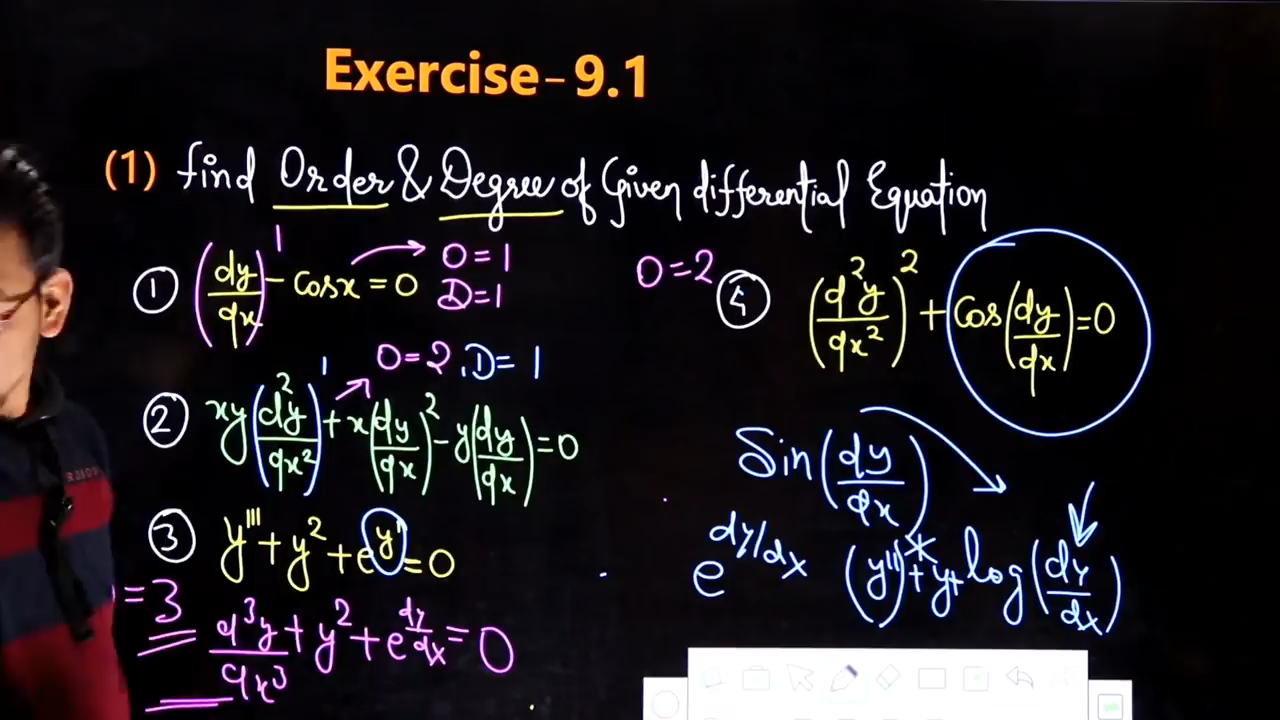 Exercise-9.1
(1) find Order & Degree of Given differential Equation
① (dy/dx)^1 - Cosx = 0
O=1
D=1
O=2, D=1
② xy(d²y/dx²)^1 + x(dy/dx)² - y(dy/dx) = 0
③ y''' + y² + e^y' = 0
= 3
d³y/dx³ + y² + e^dy/dx = 0
O=2
④ (d²y/dx²)² + Cos(dy/dx) = 0
Sin(dy/dx)
e^dy/dx
(y'')* + y + log(dy/dx)